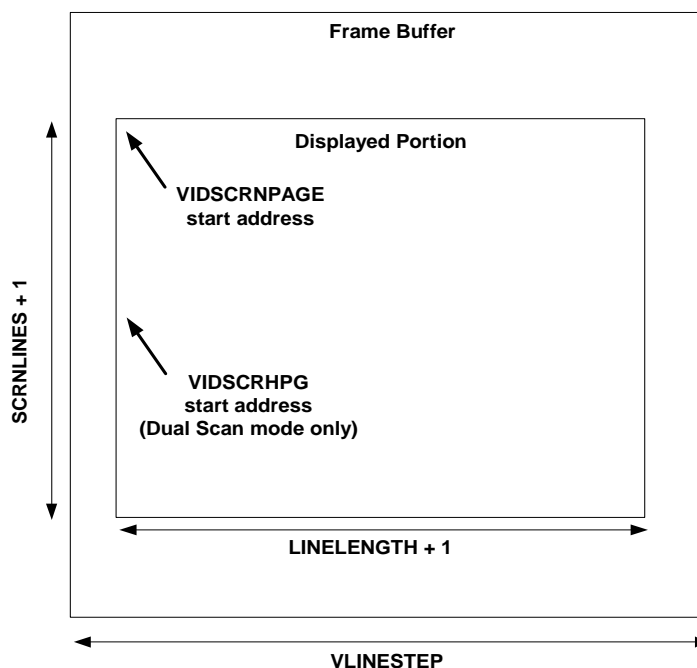 Frame Buffer
Displayed Portion
VIDSCRNPAGE
start address
SCRNLINES + 1
VIDSCRHPG
start address
(Dual Scan mode only)
LINELENGTH + 1
VLINESTEP